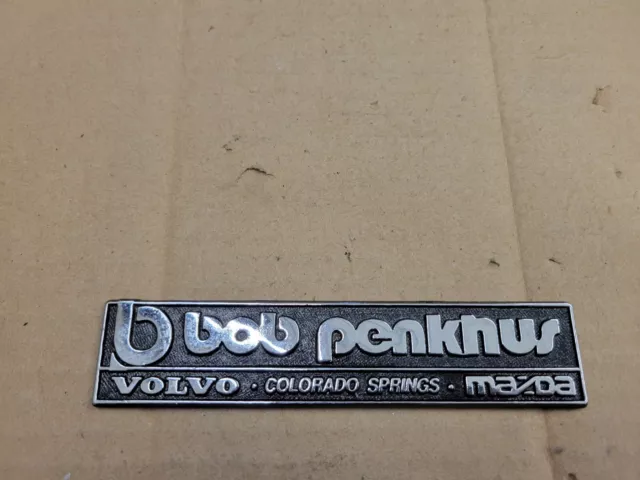 b bob penkhus
VOLVO · COLORADO SPRINGS · mazda